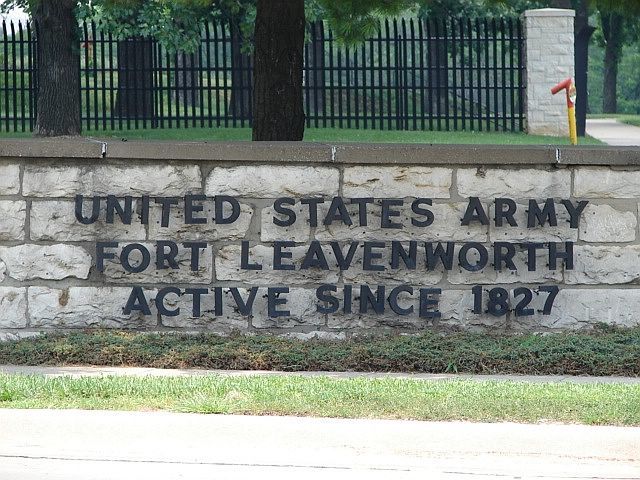 UNITED STATES ARMY
FORT LEAVENWORTH
ACTIVE SINCE 1827